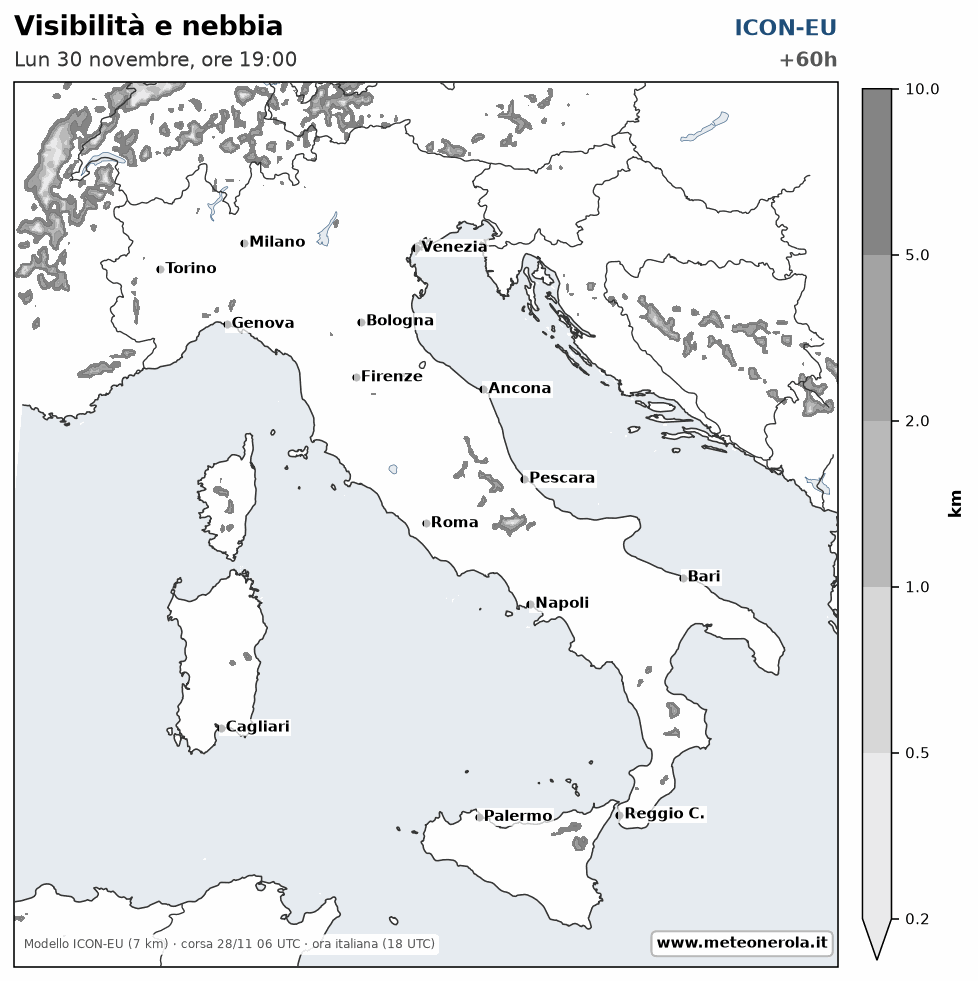 Visibilità e nebbia
ICON-EU
Lun 30 novembre, ore 19:00
+60h
10.0
5.0
2.0
1.0
0.5
0.2
km
Milano
Venezia
Torino
Genova
Bologna
Firenze
Ancona
Pescara
Roma
Bari
Napoli
Cagliari
Palermo
Reggio C.
Modello ICON-EU (7 km) · corsa 28/11 06 UTC · ora italiana (18 UTC)
www.meteonerola.it